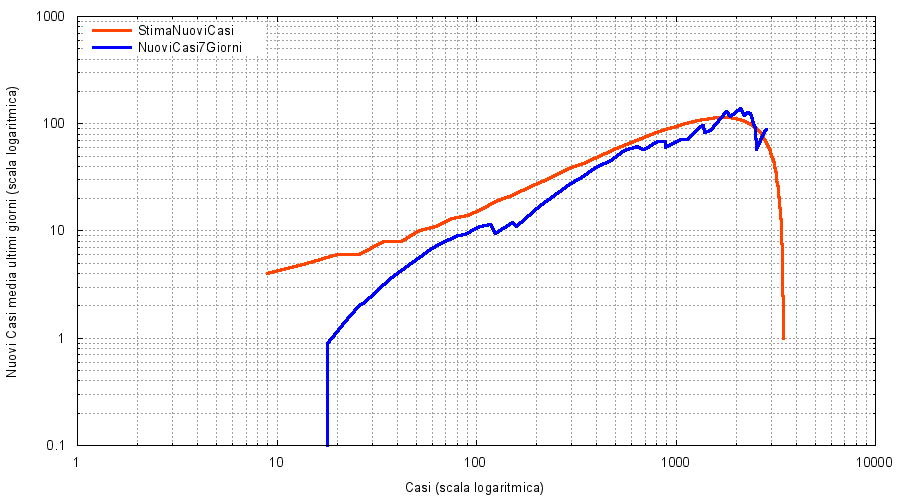 1000
StimaNuoviCasi
NuoviCasi7Giorni
100
10
1
0.1
Nuovi Casi media ultimi giorni (scala logaritmica)
1
10
100
1000
10000
Casi (scala logaritmica)